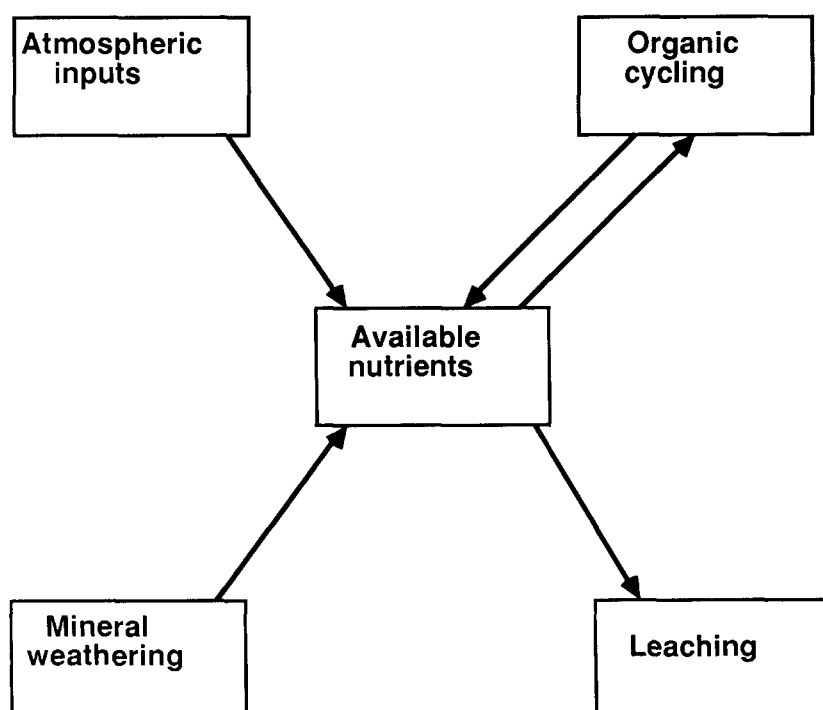 Atmospheric
inputs
Organic
cycling
Available
nutrients
Mineral
weathering
Leaching